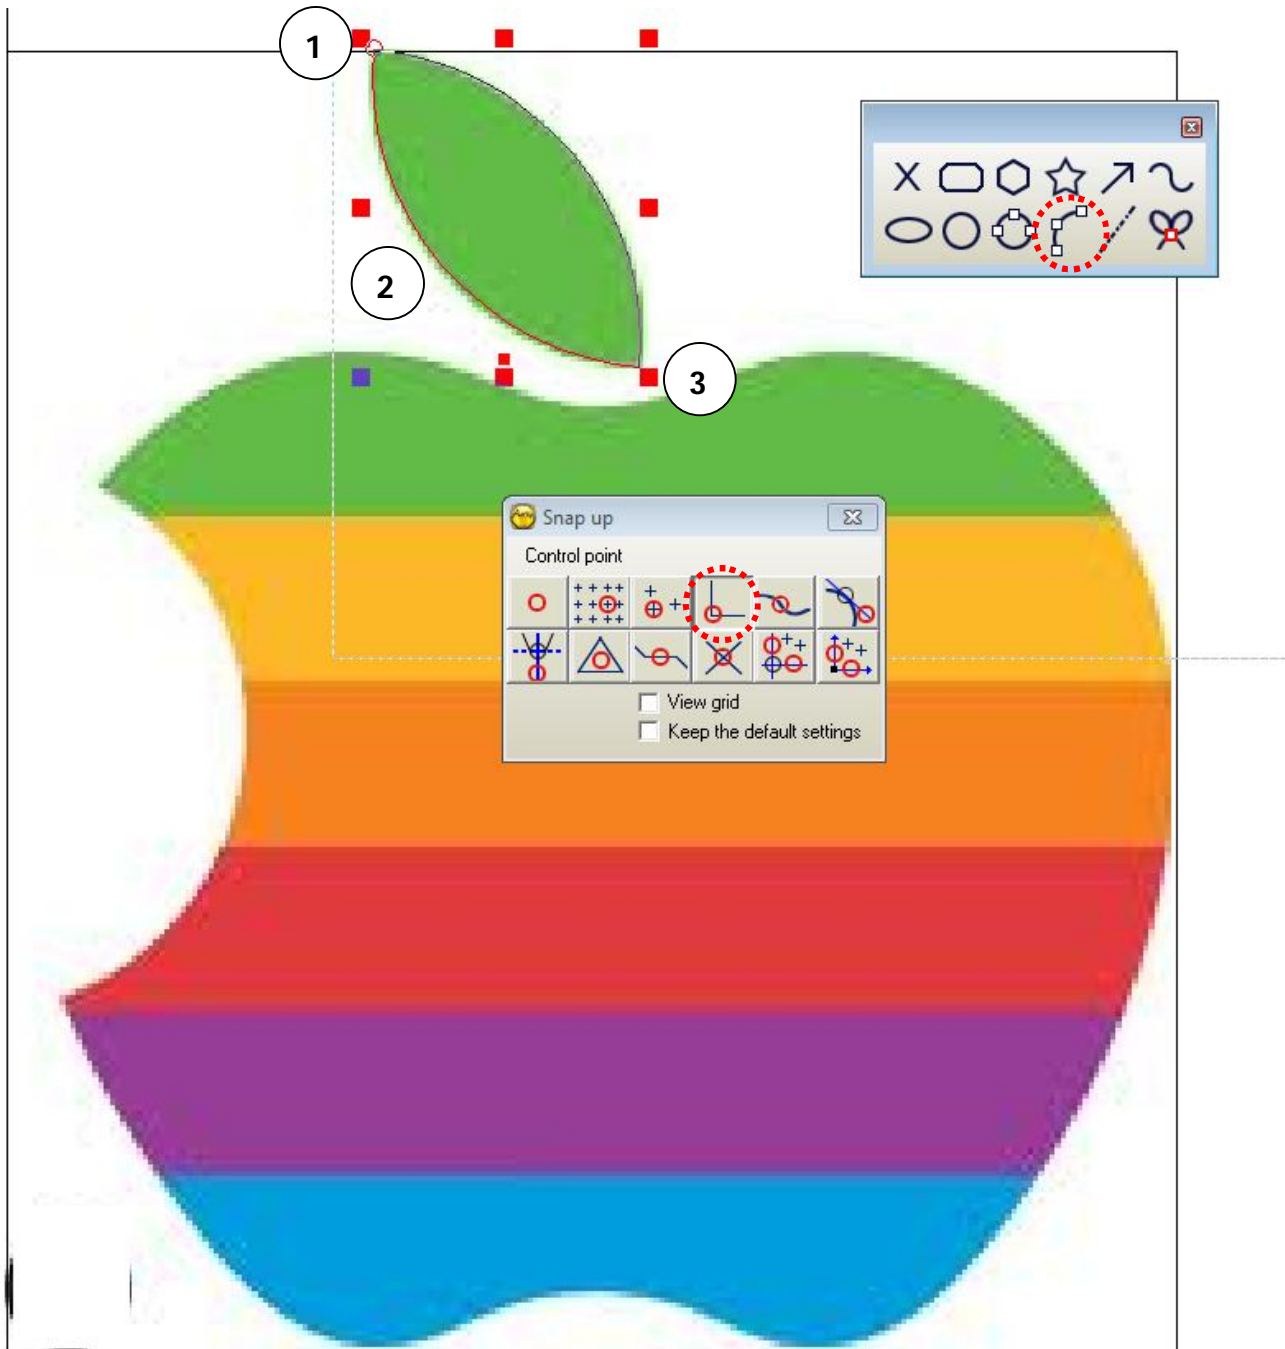 1
2
3
Snap up
Control point
View grid
Keep the default settings